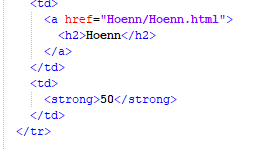 <td>
<a href="Hoenn/Hoenn.html">
<h2>Hoenn</h2>
</a>
</td>
<td>
<strong>50</strong>
</td>
</tr>